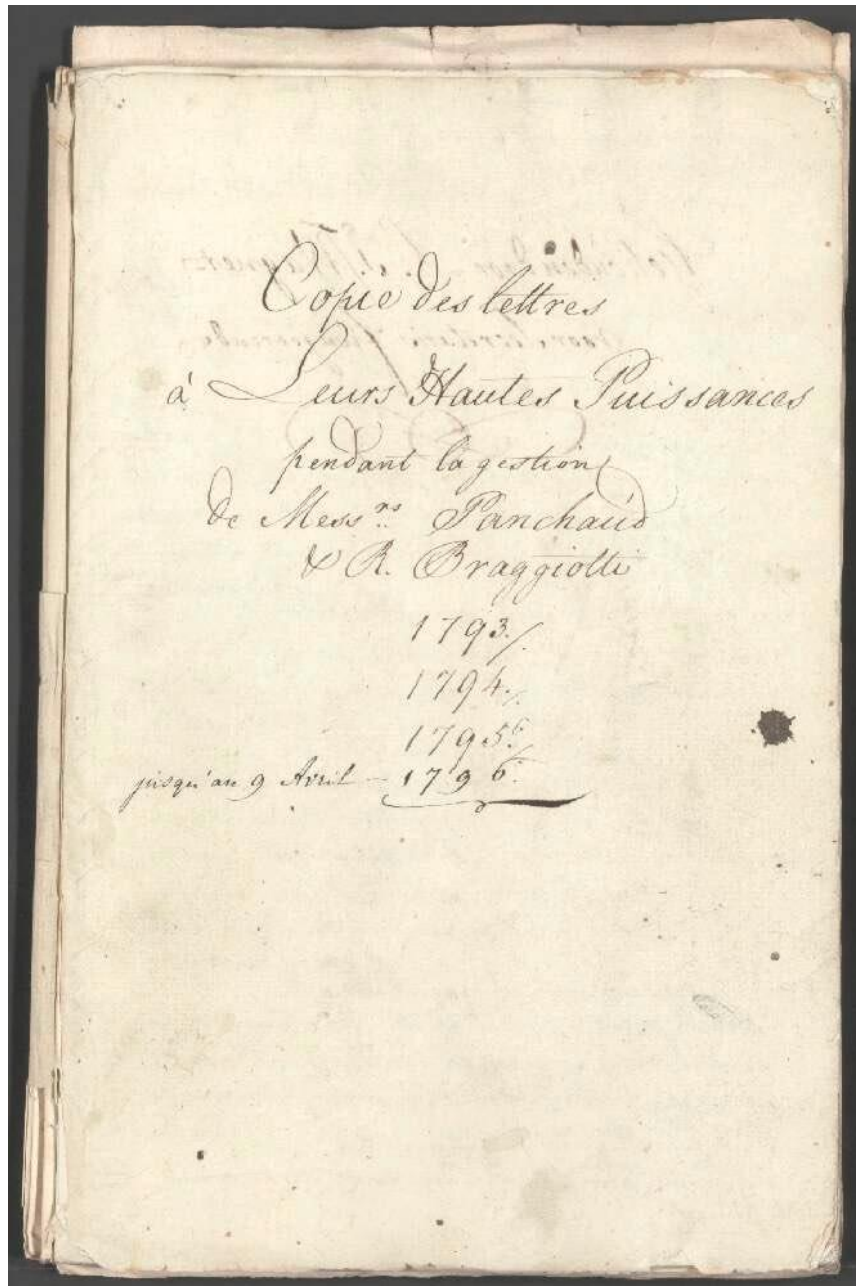 Copie des lettres
à Leurs Hautes Puissances
pendant la gestion
de Mess.rs Panchaud
& R. Braggiotti
1793./.
1794./.
1795./.
jusqu'au 9 Avril — 1796.